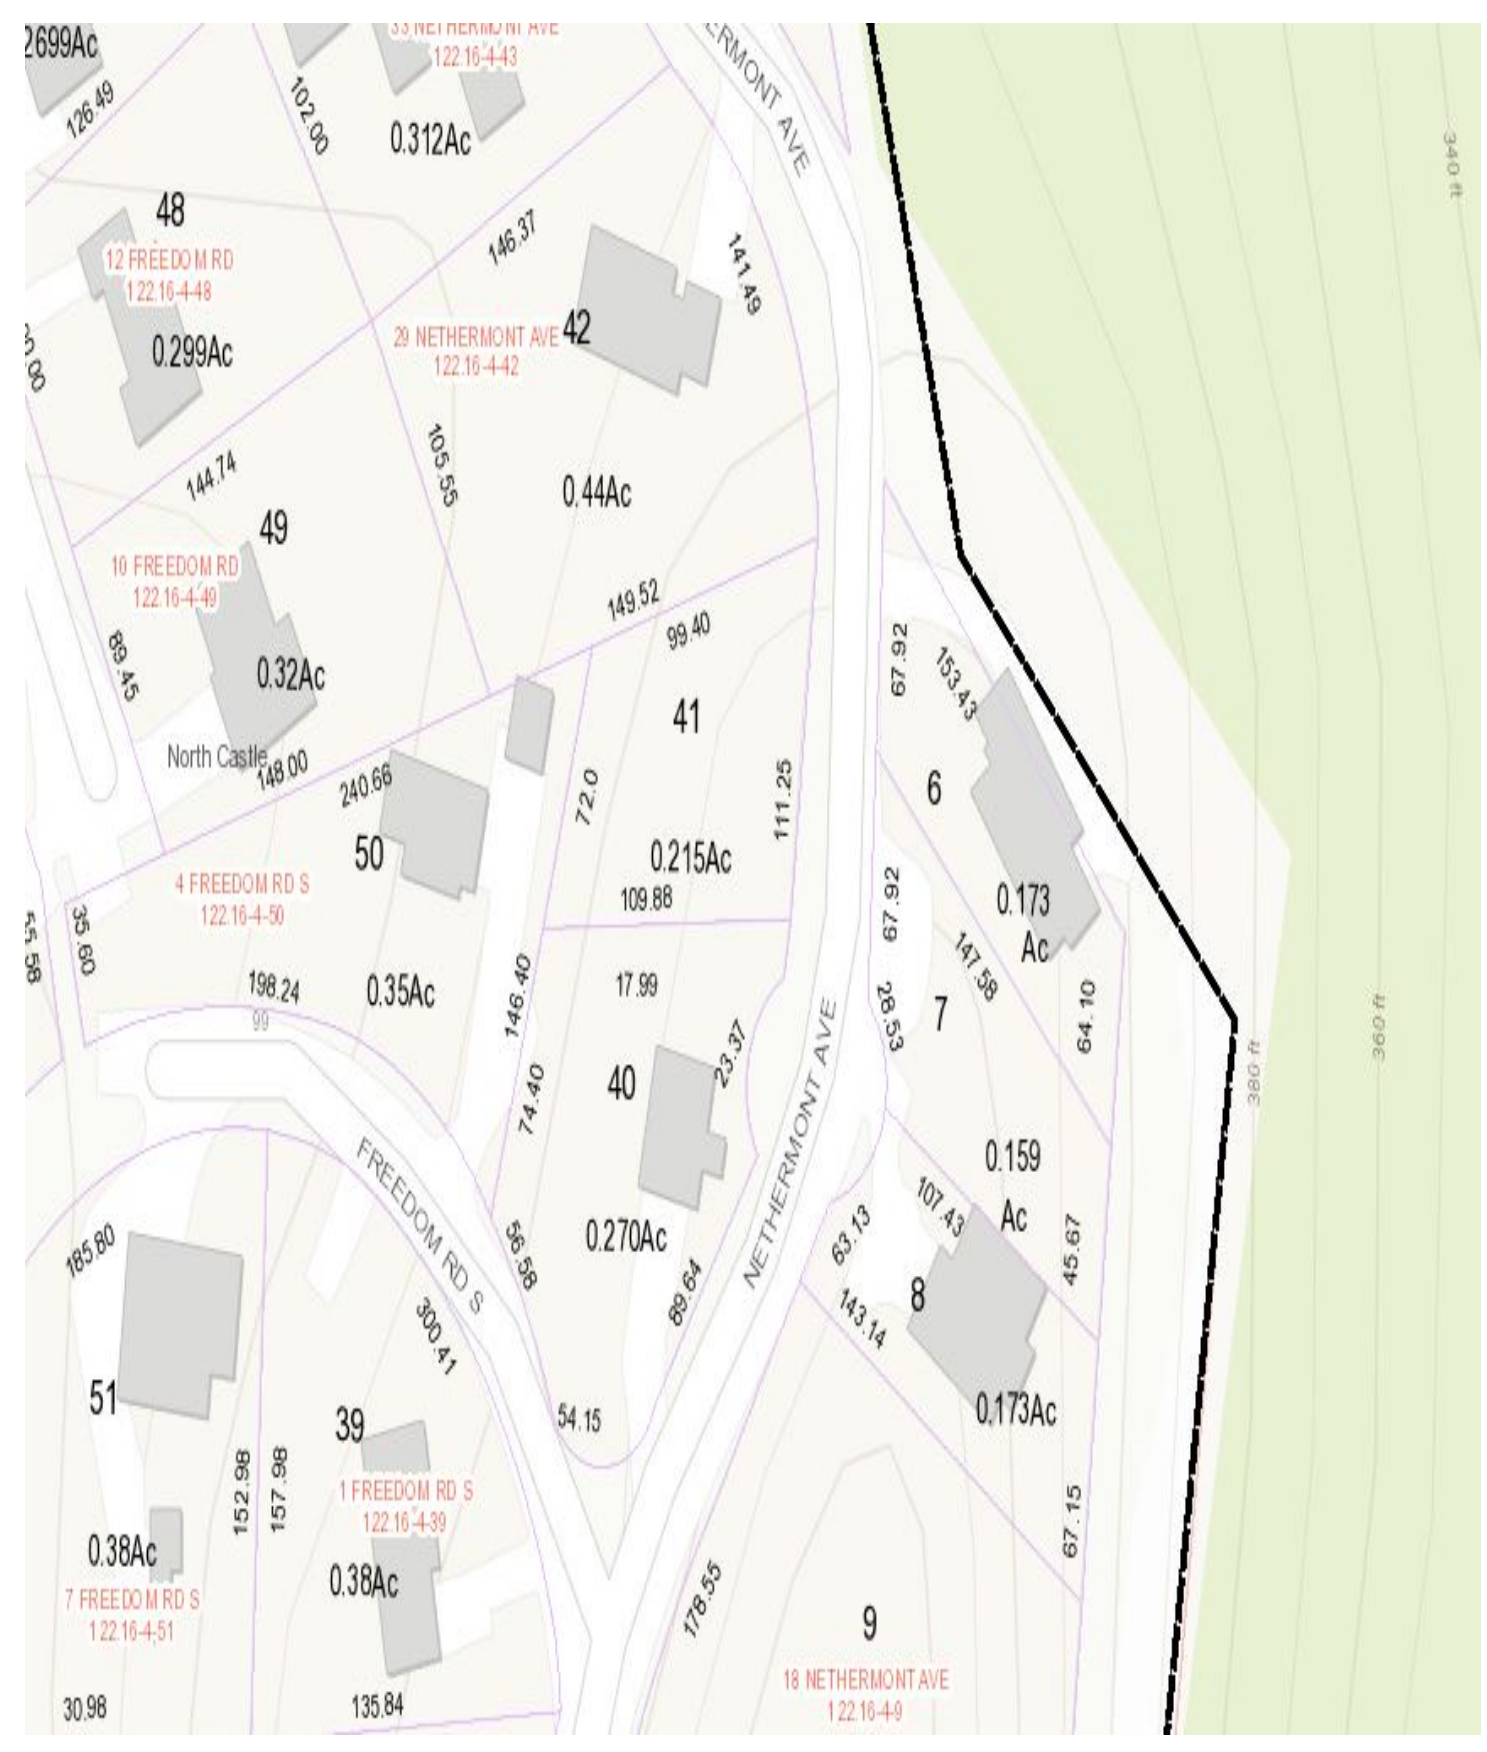 2699Ac
33 NETHERMONT AVE
122.16-4-43
ERMONT AVE
126.49
102.00
0.312Ac
340 ft
48
12 FREEDOM RD
122.16-4-48
146.37
141.49
0.299Ac
29 NETHERMONT AVE
122.16-4-42
42
144.74
105.55
0.44Ac
49
10 FREEDOM RD
122.16-4-49
149.52
99.40
89.45
0.32Ac
67.92
153.43
41
North Castle
148.00
240.66
72.0
111.25
6
50
0.215Ac
4 FREEDOM RD S
122.16-4-50
109.88
67.92
0.173
Ac
55.58
35.60
198.24
0.35Ac
146.40
17.99
147.58
28.53
7
64.10
99
360 ft
380 ft
23.37
40
74.40
NETHERMONT AVE
FREEDOM RD S
0.159
Ac
107.43
185.80
56.58
0.270Ac
63.13
45.67
89.64
8
143.14
300.41
51
39
54.15
0.173Ac
152.98
157.98
1 FREEDOM RD S
122.16-4-39
67.15
0.38Ac
0.38Ac
7 FREEDOM RD S
122.16-4-51
178.55
9
18 NETHERMONT AVE
122.16-4-9
30.98
135.84